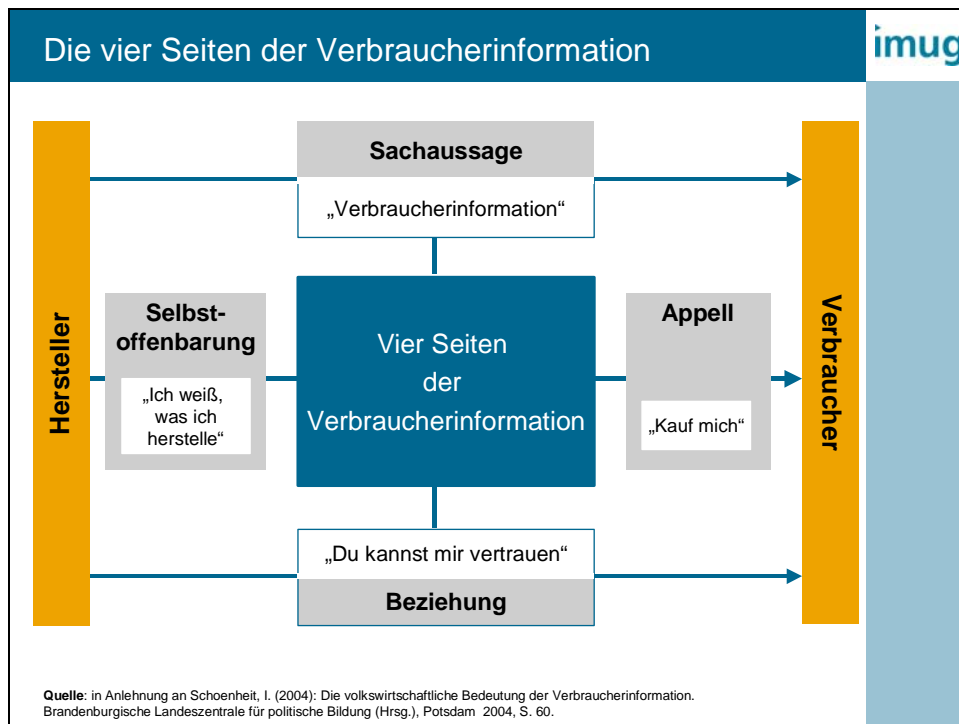 Die vier Seiten der Verbraucherinformation
imug
Hersteller
Sachaussage
„Verbraucherinformation“
Selbst-
offenbarung
„Ich weiß,
was ich
herstelle“
Vier Seiten
der
Verbraucherinformation
Appell
„Kauf mich“
Verbraucher
„Du kannst mir vertrauen“
Beziehung
Quelle: in Anlehnung an Schoenheit, I. (2004): Die volkswirtschaftliche Bedeutung der Verbraucherinformation.
Brandenburgische Landeszentrale für politische Bildung (Hrsg.), Potsdam 2004, S. 60.